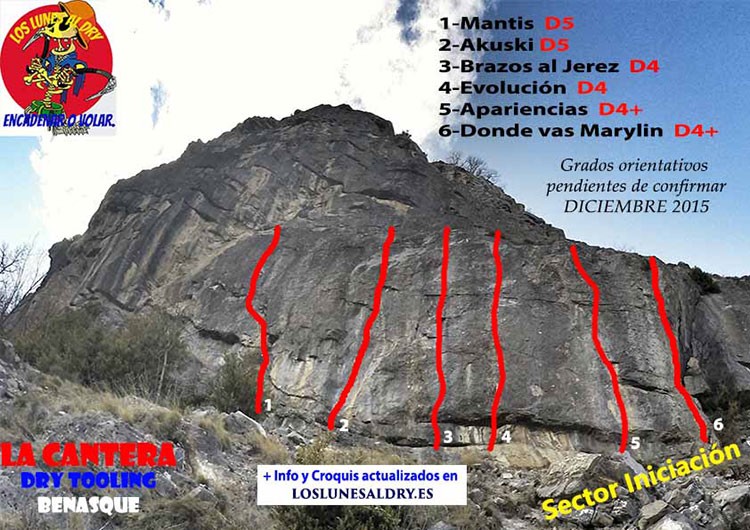 LOS LUNES AL DRY
ENCADENAR O VOLAR.
1-Mantis D5
2-Akuski D5
3-Brazos al Jerez D4
4-Evolución D4
5-Apariencias D4+
6-Donde vas Marylin D4+
Grados orientativos
pendientes de confirmar
DICIEMBRE 2015
1
2
3
4
5
6
LA CANTERA
DRY TOOLING
BENASQUE
+ Info y Croquis actualizados en
LOSLUNESALDRY.ES
Sector Iniciación